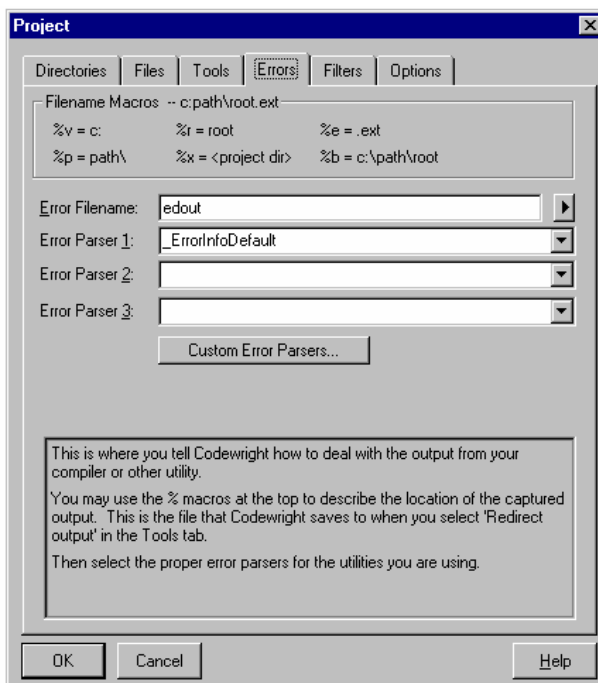 Project
Directories Files Tools Errors Filters Options
Filename Macros -- c:path\root.ext
%v = c: %r = root %e = .ext
%p = path\ %x = <project dir> %b = c:\path\root
Error Filename: edout
Error Parser 1: _ErrorInfoDefault
Error Parser 2:
Error Parser 3:
Custom Error Parsers...
This is where you tell Codewright how to deal with the output from your
compiler or other utility.
You may use the % macros at the top to describe the location of the captured
output. This is the file that Codewright saves to when you select 'Redirect
output' in the Tools tab.
Then select the proper error parsers for the utilities you are using.
OK Cancel Help